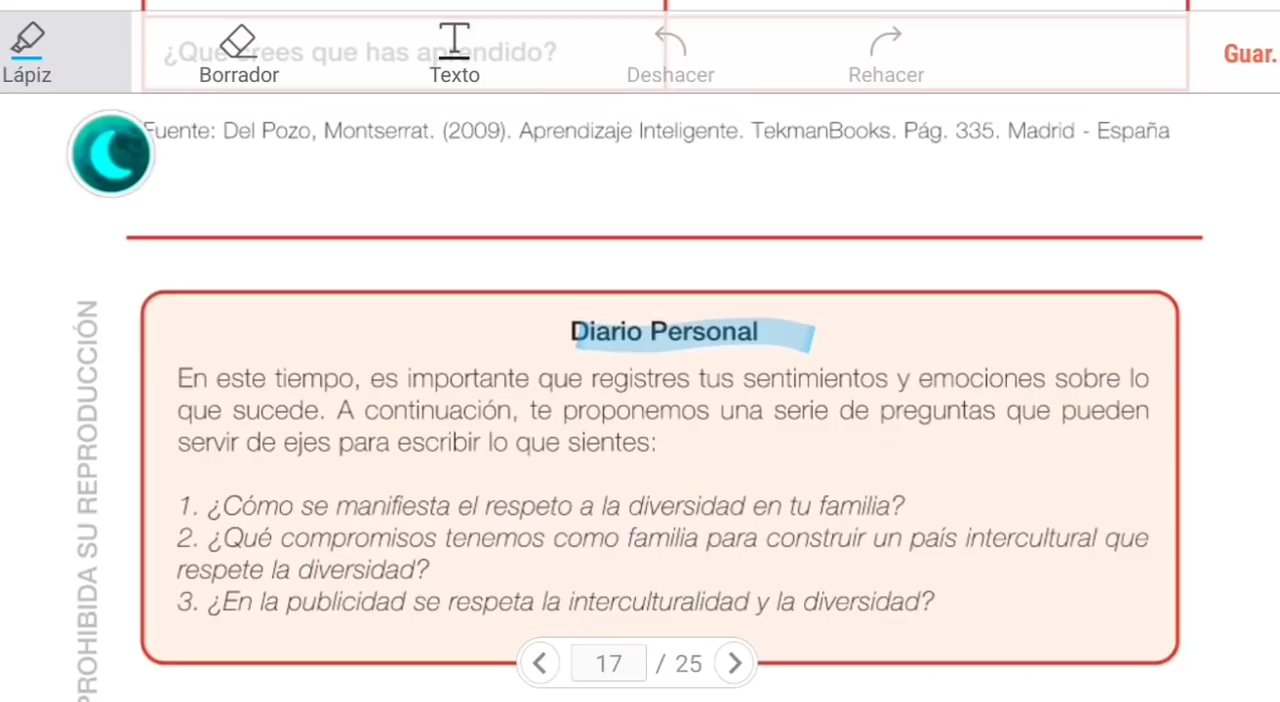 ¿Qué crees que has aprendido?
Lápiz
Borrador
Texto
Deshacer
Rehacer
Guar.
Fuente: Del Pozo, Montserrat. (2009). Aprendizaje Inteligente. TekmanBooks. Pág. 335. Madrid - España
PROHIBIDA SU REPRODUCCIÓN
Diario Personal
En este tiempo, es importante que registres tus sentimientos y emociones sobre lo
que sucede. A continuación, te proponemos una serie de preguntas que pueden
servir de ejes para escribir lo que sientes:
1. ¿Cómo se manifiesta el respeto a la diversidad en tu familia?
2. ¿Qué compromisos tenemos como familia para construir un país intercultural que
respete la diversidad?
3. ¿En la publicidad se respeta la interculturalidad y la diversidad?
17 / 25